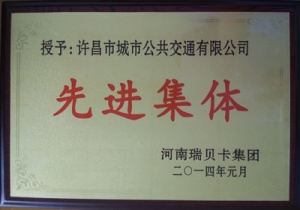 授予:许昌市城市公共交通有限公司
先进集体
河南瑞贝卡集团
二〇一四年元月